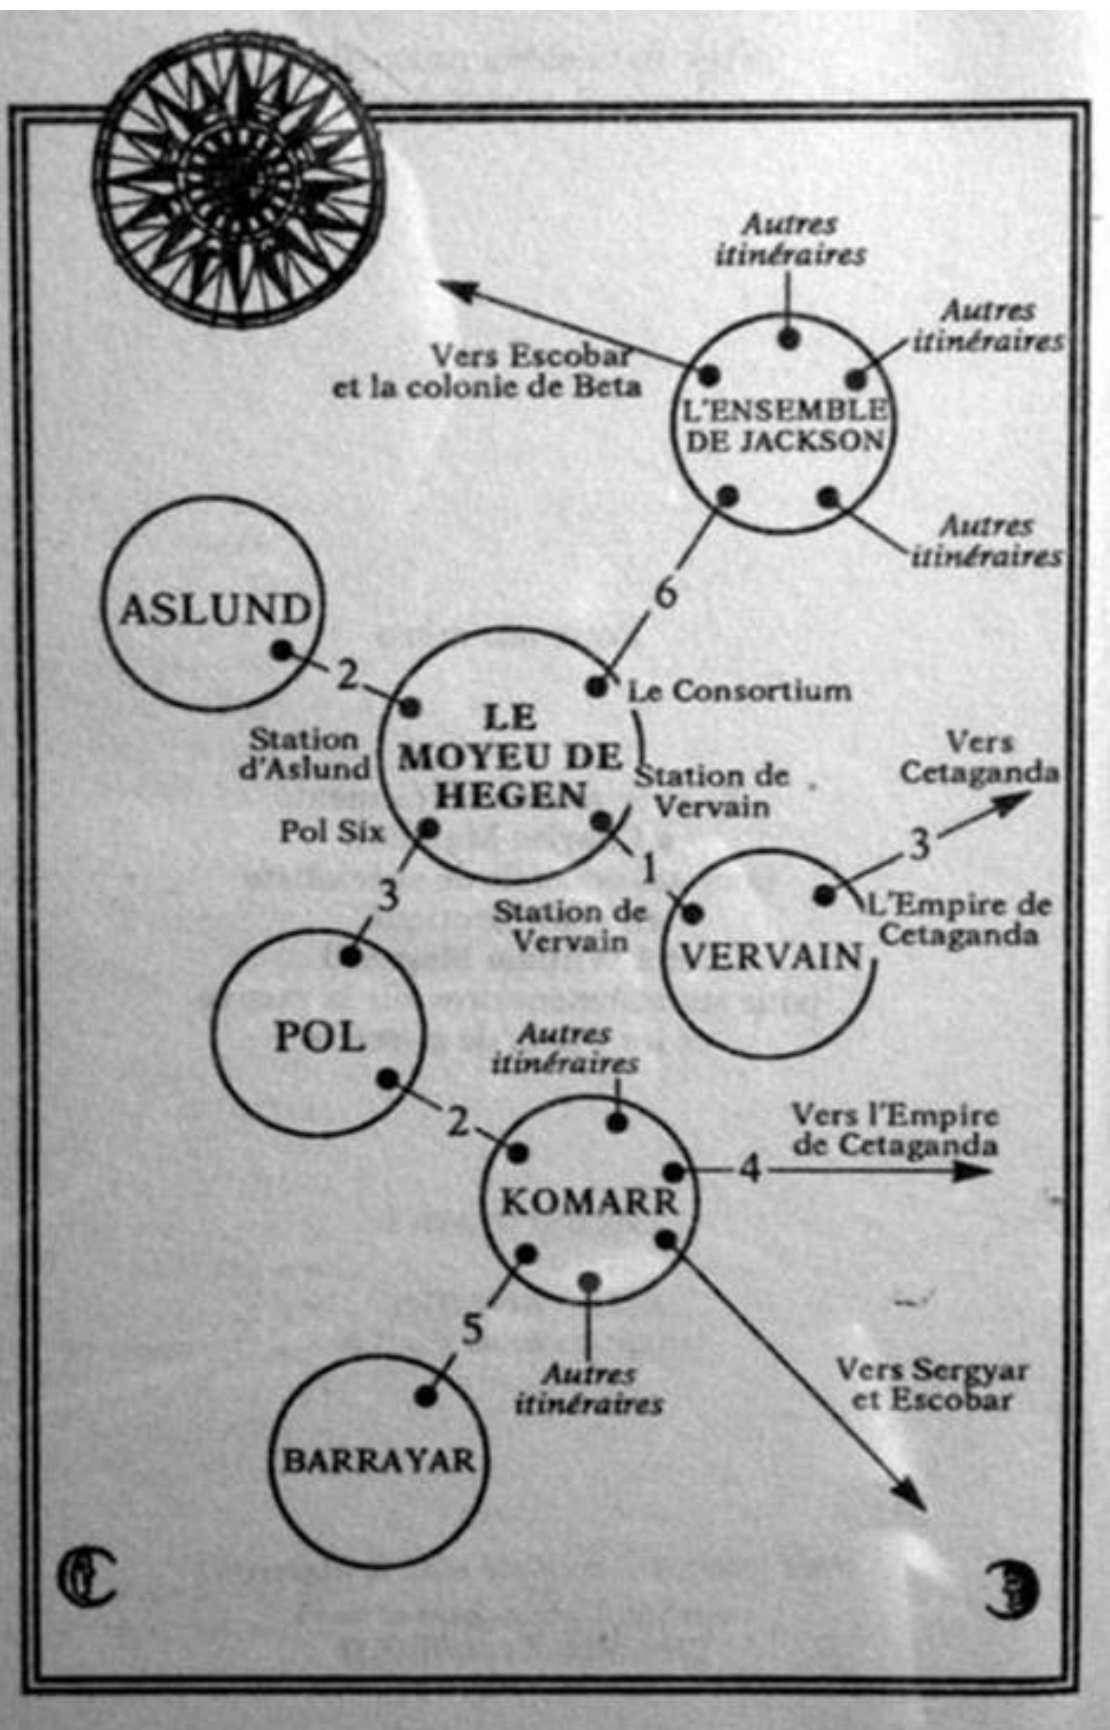 Autres
itinéraires
Autres
itinéraires
Vers Escobar
et la colonie de Beta
L'ENSEMBLE
DE JACKSON
Autres
itinéraires
6
ASLUND
2
Le Consortium
LE
MOYEU DE
HEGEN
Station
d'Aslund
Station de
Vervain
Vers
Cetaganda
Pol Six
3
1
3
Station de
Vervain
L'Empire de
Cetaganda
VERVAIN
POL
Autres
itinéraires
2
Vers l'Empire
de Cetaganda
4
KOMARR
5
Autres
itinéraires
Vers Sergyar
et Escobar
BARRAYAR